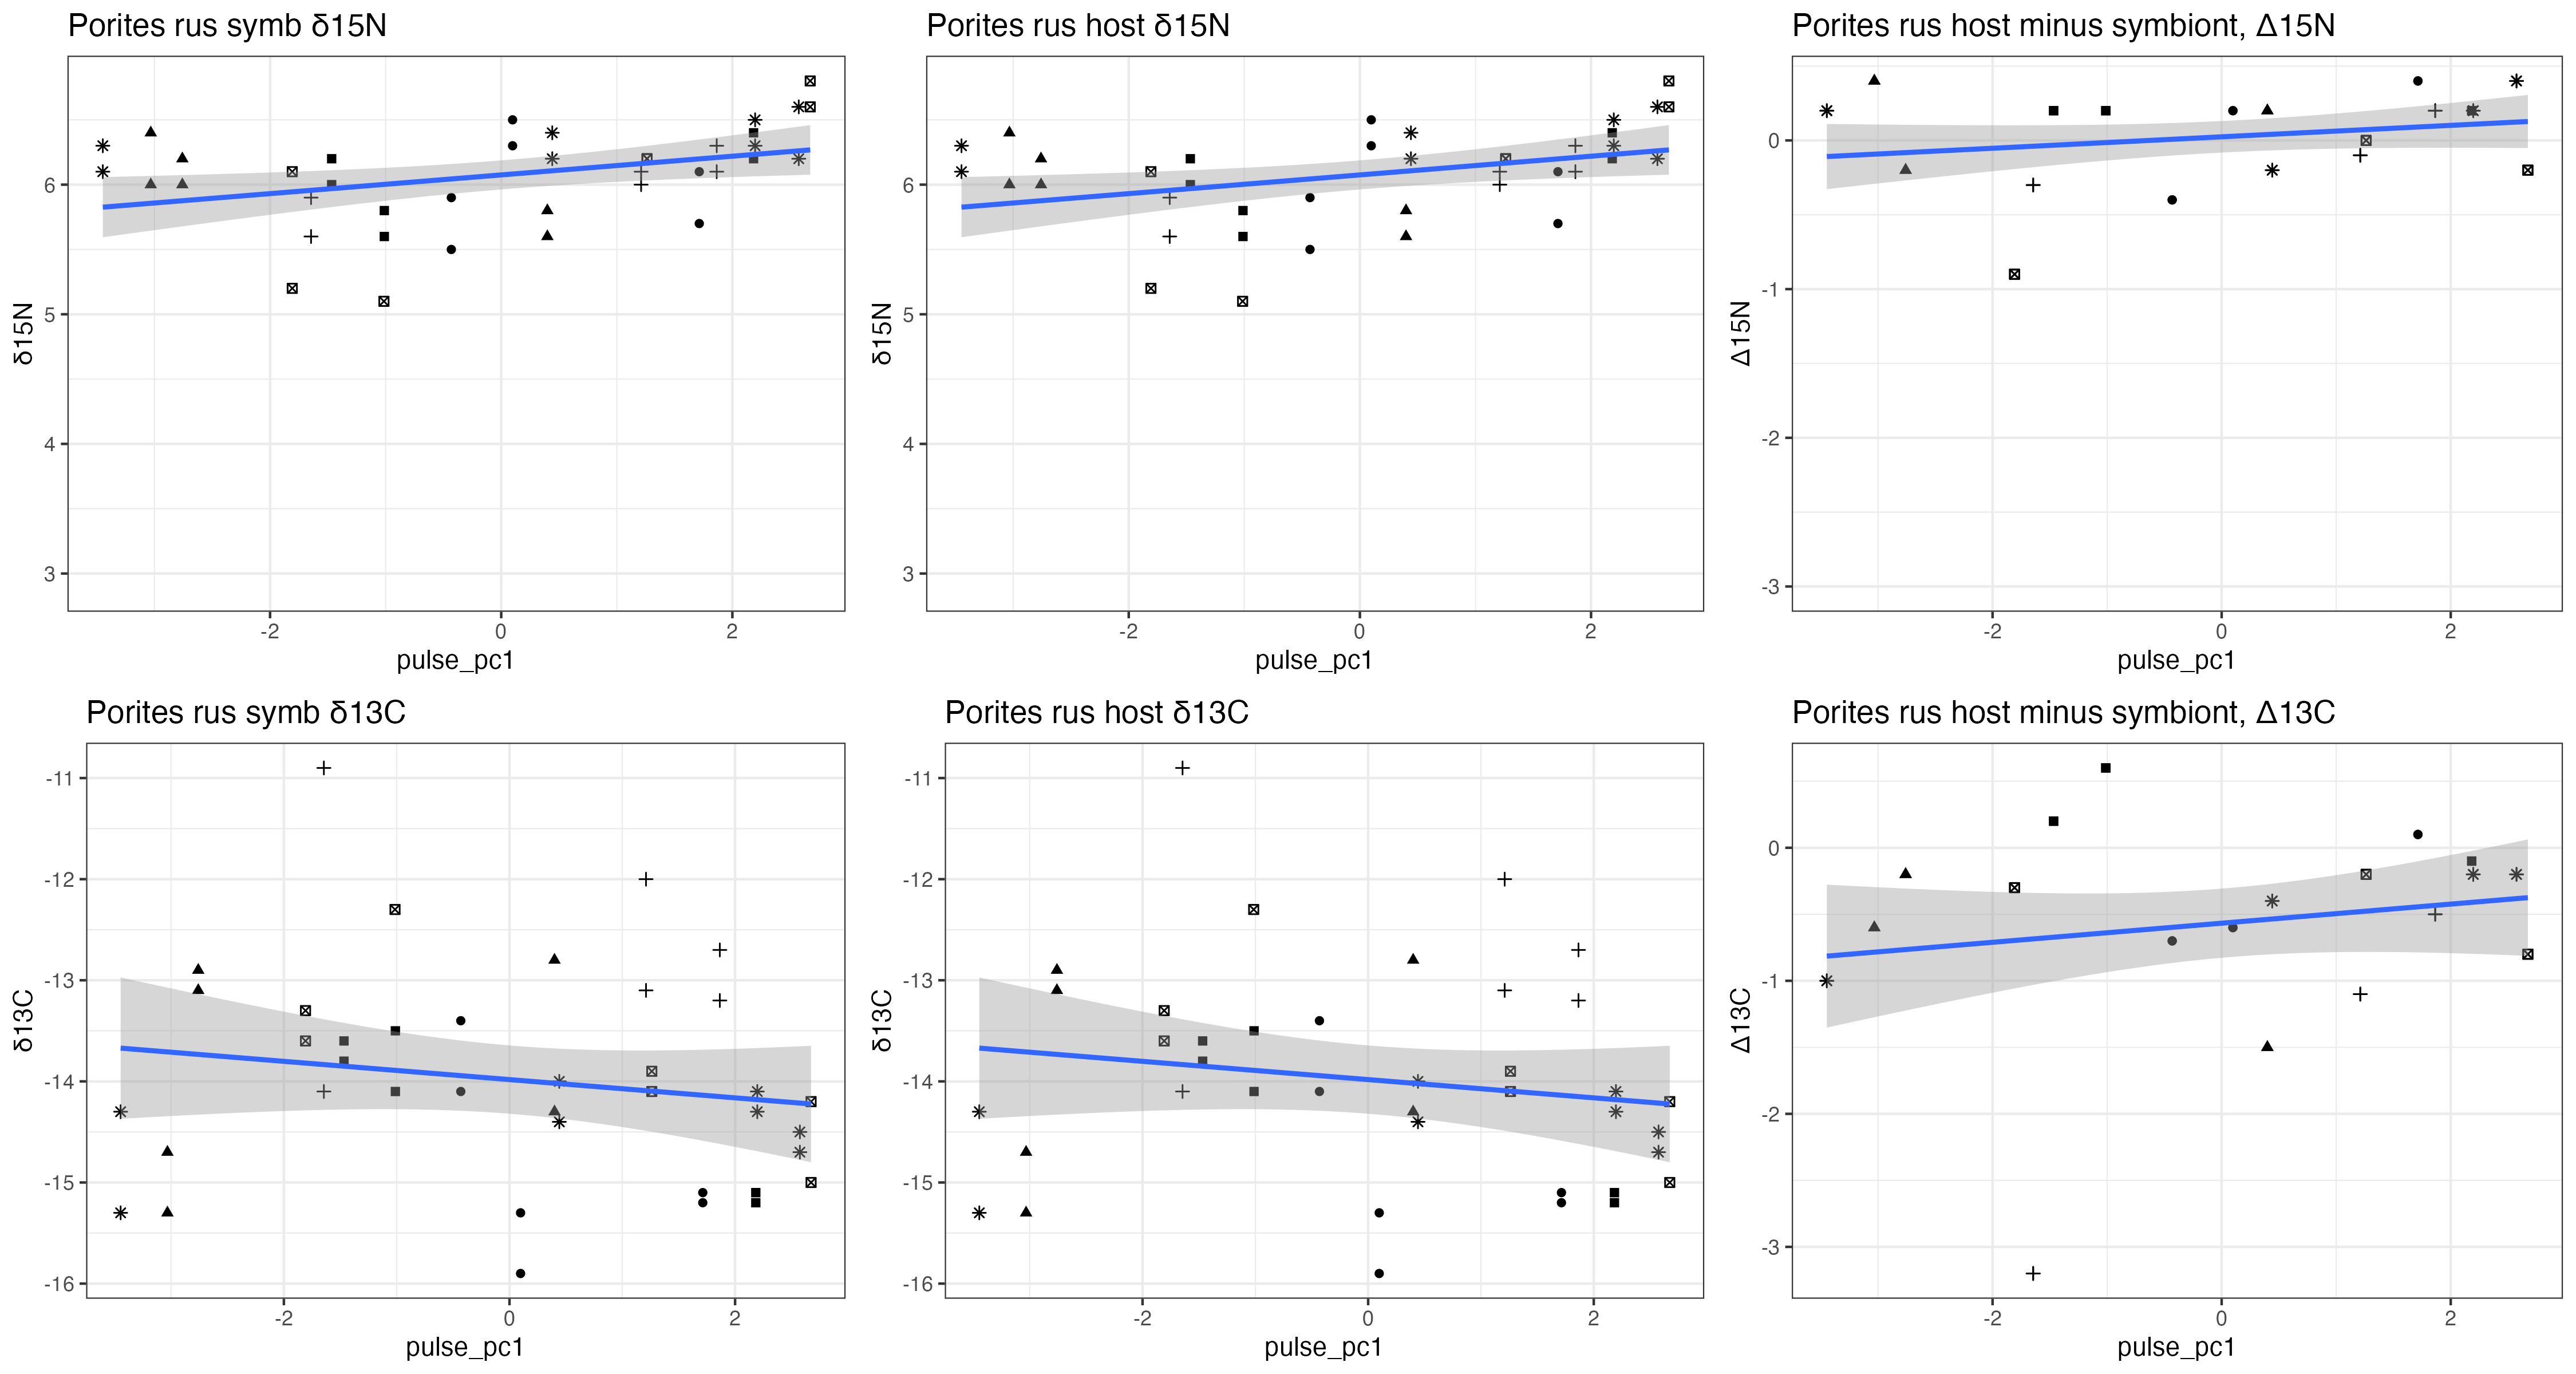 Porites rus symb δ15N
Porites rus host δ15N
Porites rus host minus symbiont, Δ15N
δ15N
6
5
4
3
-2
0
2
pulse_pc1
δ15N
6
5
4
3
-2
0
2
pulse_pc1
Δ15N
0
-1
-2
-3
-2
0
2
pulse_pc1
Porites rus symb δ13C
Porites rus host δ13C
Porites rus host minus symbiont, Δ13C
δ13C
-11
-12
-13
-14
-15
-16
-2
0
2
pulse_pc1
δ13C
-11
-12
-13
-14
-15
-16
-2
0
2
pulse_pc1
Δ13C
0
-1
-2
-3
-2
0
2
pulse_pc1